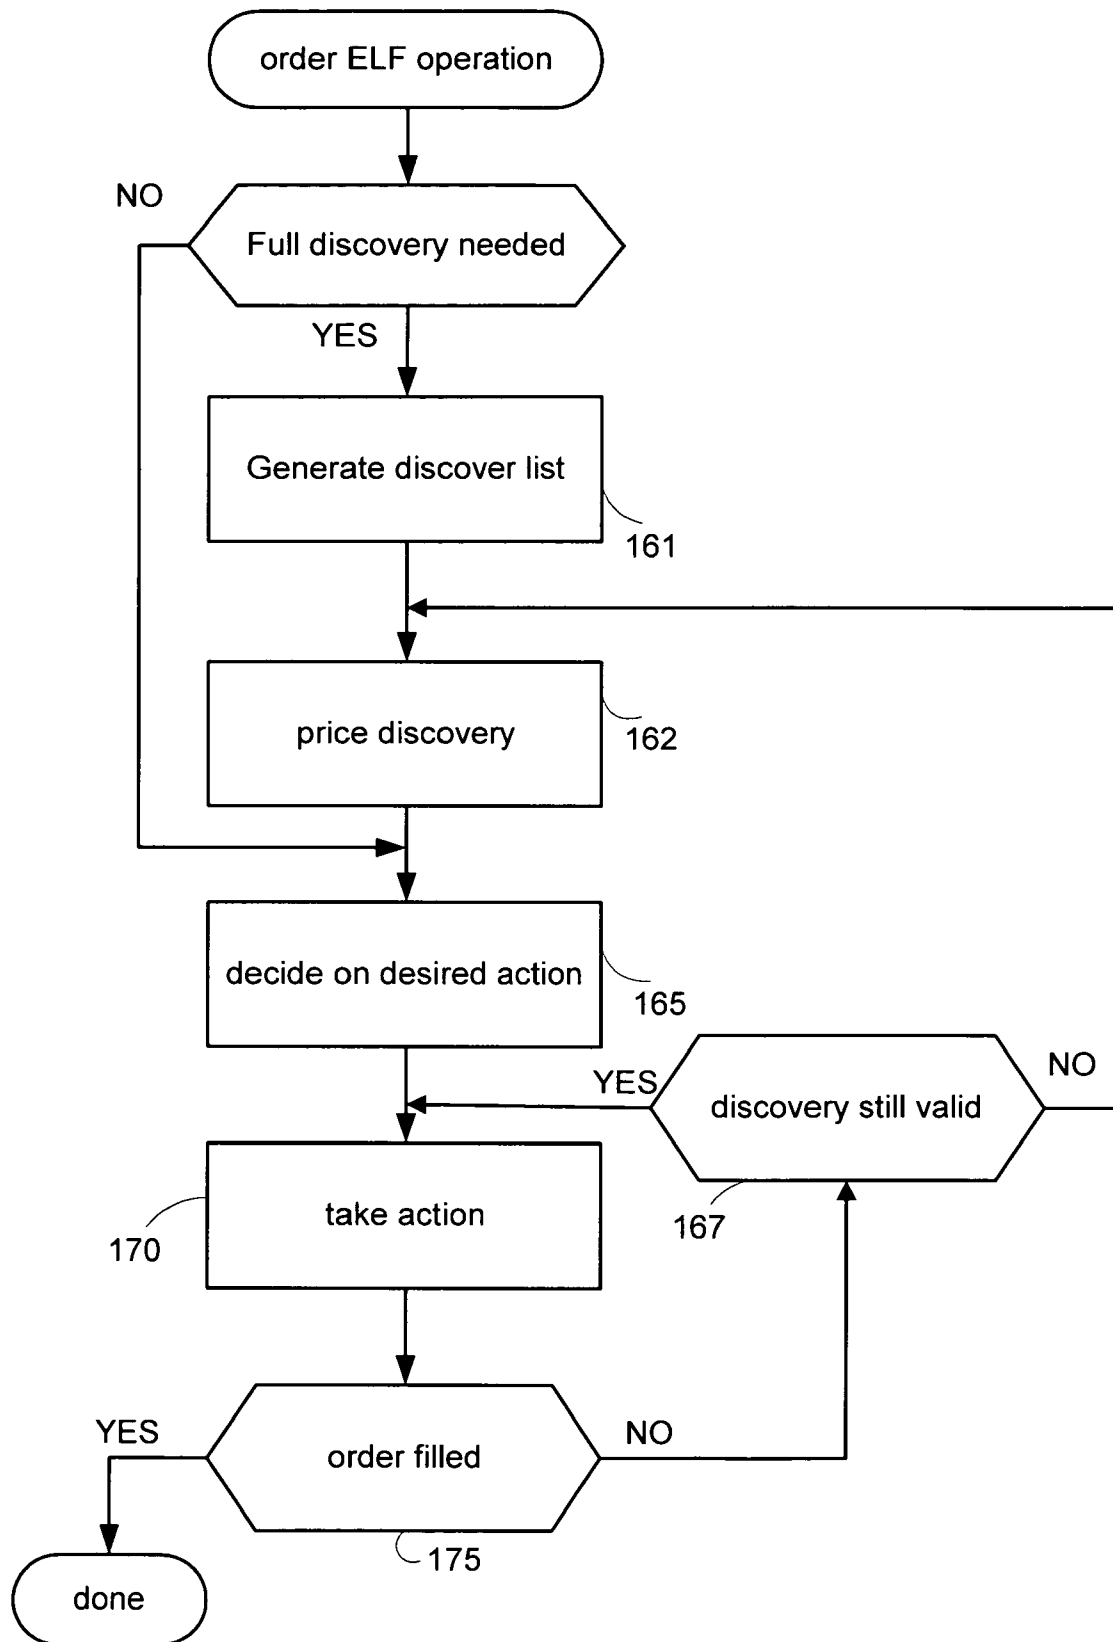 order ELF operation
NO
Full discovery needed
YES
Generate discover list
161
price discovery
162
decide on desired action
165
YES
discovery still valid
NO
take action
167
170
YES
order filled
NO
175
done